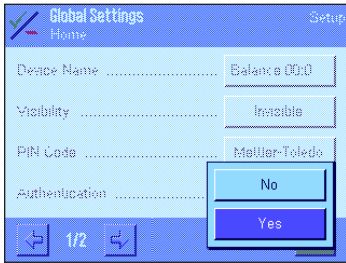 Global Settings
Setup
Home
Device Name .................... Balance 00:0
Visibility .................... Invisible
PIN Code .................... Mettler-Toledo
Authentication ....................
No
Yes
1/2